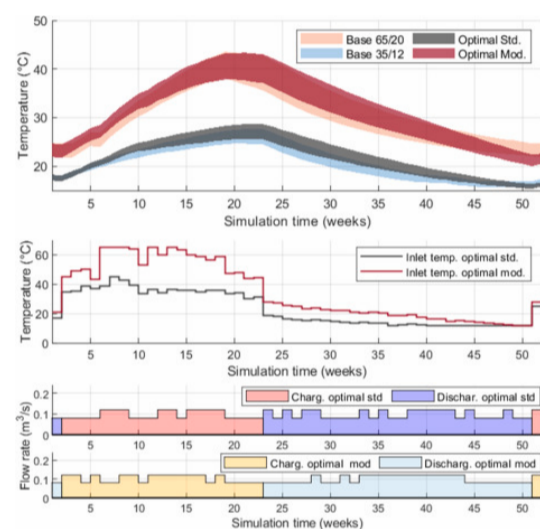 50
40
30
20
Temperature (°C)
Base 65/20
Base 35/12
Optimal Std.
Optimal Mod.
5 10 15 20 25 30 35 40 45 50
Simulation time (weeks)
60
40
20
0
Temperature (°C)
Inlet temp. optimal std.
Inlet temp. optimal mod.
5 10 15 20 25 30 35 40 45 50
Simulation time (weeks)
0.2
0.1
0
Flow rate (m³/s)
Charg. optimal std
Dischar. optimal std
5 10 15 20 25 30 35 40 45 50
0.2
0.1
0
Charg. optimal mod
Dischar. optimal mod
5 10 15 20 25 30 35 40 45 50
Simulation time (weeks)